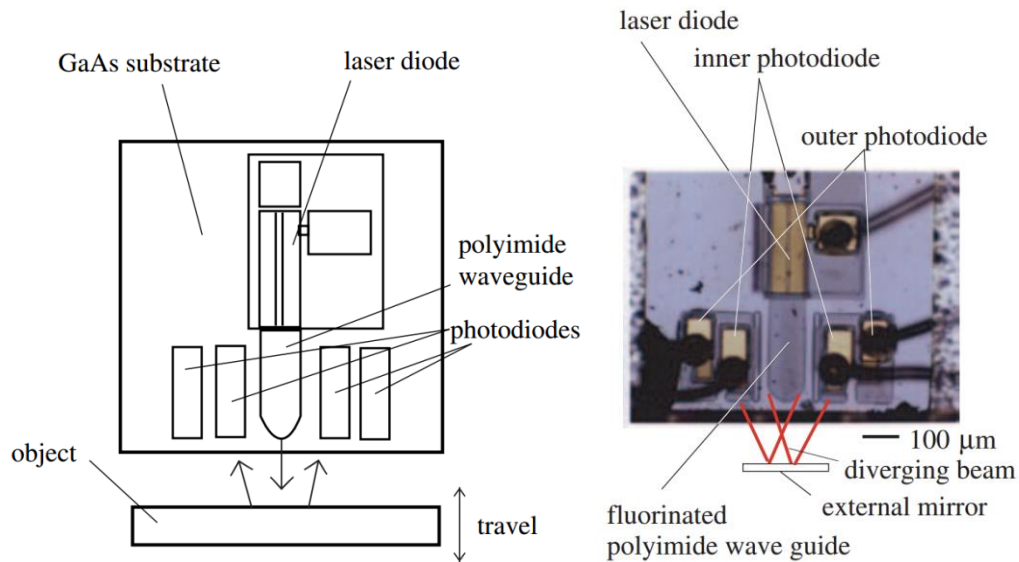 GaAs substrate
laser diode
polyimide
waveguide
photodiodes
object
travel
laser diode
inner photodiode
outer photodiode
100 μm
diverging beam
external mirror
fluorinated
polyimide wave guide